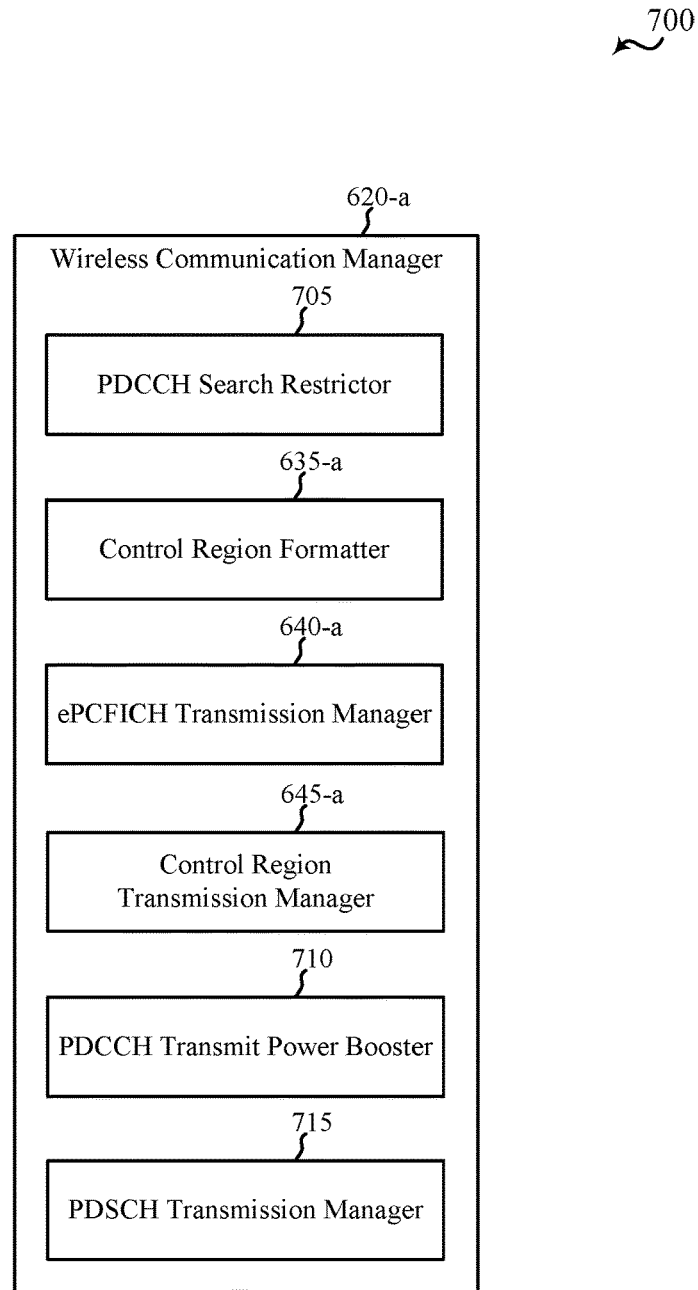 700
620-a
Wireless Communication Manager
705
PDCCH Search Restrictor
635-a
Control Region Formatter
640-a
ePCFICH Transmission Manager
645-a
Control Region
Transmission Manager
710
PDCCH Transmit Power Booster
715
PDSCH Transmission Manager